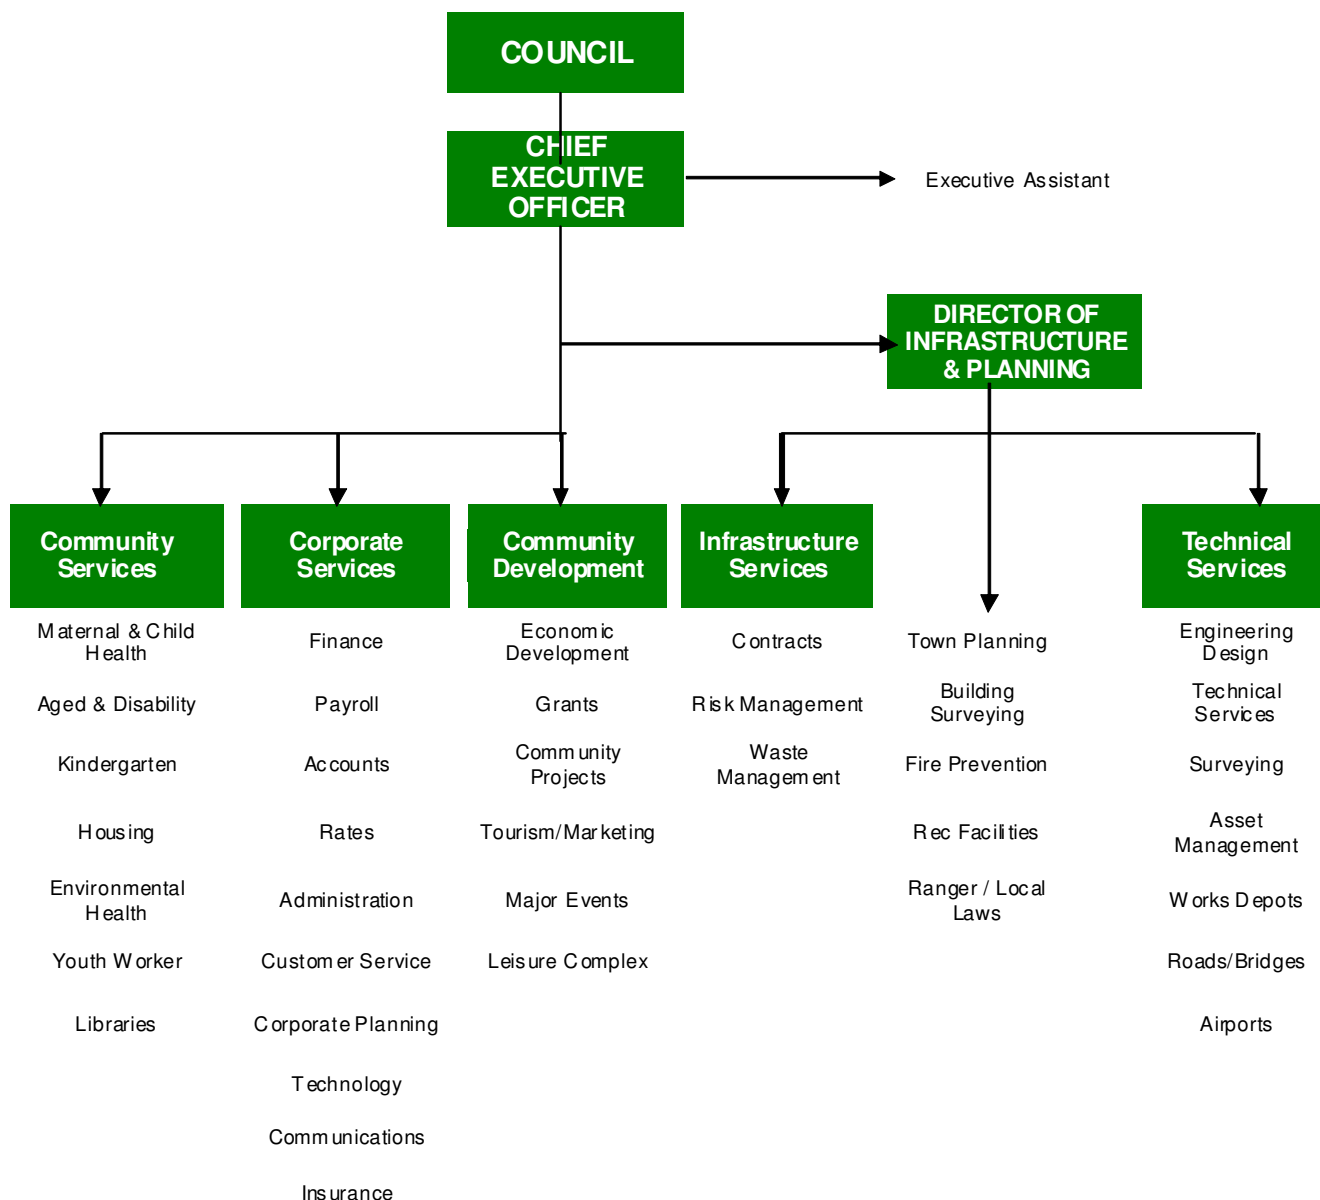 COUNCIL
CHIEF
EXECUTIVE
OFFICER
Executive Assistant
DIRECTOR OF
INFRASTRUCTURE
& PLANNING
Community
Services
Corporate
Services
Community
Development
Infrastructure
Services
Technical
Services
Maternal & Child
Health
Aged & Disability
Kindergarten
Housing
Environmental
Health
Youth Worker
Libraries
Finance
Payroll
Accounts
Rates
Administration
Customer Service
Corporate Planning
Technology
Communications
Insurance
Economic
Development
Grants
Community
Projects
Tourism/Marketing
Major Events
Leisure Complex
Contracts
Risk Management
Waste
Management
Town Planning
Building
Surveying
Fire Prevention
Rec Facilities
Ranger / Local
Laws
Engineering
Design
Technical
Services
Surveying
Asset
Management
Works Depots
Roads/Bridges
Airports